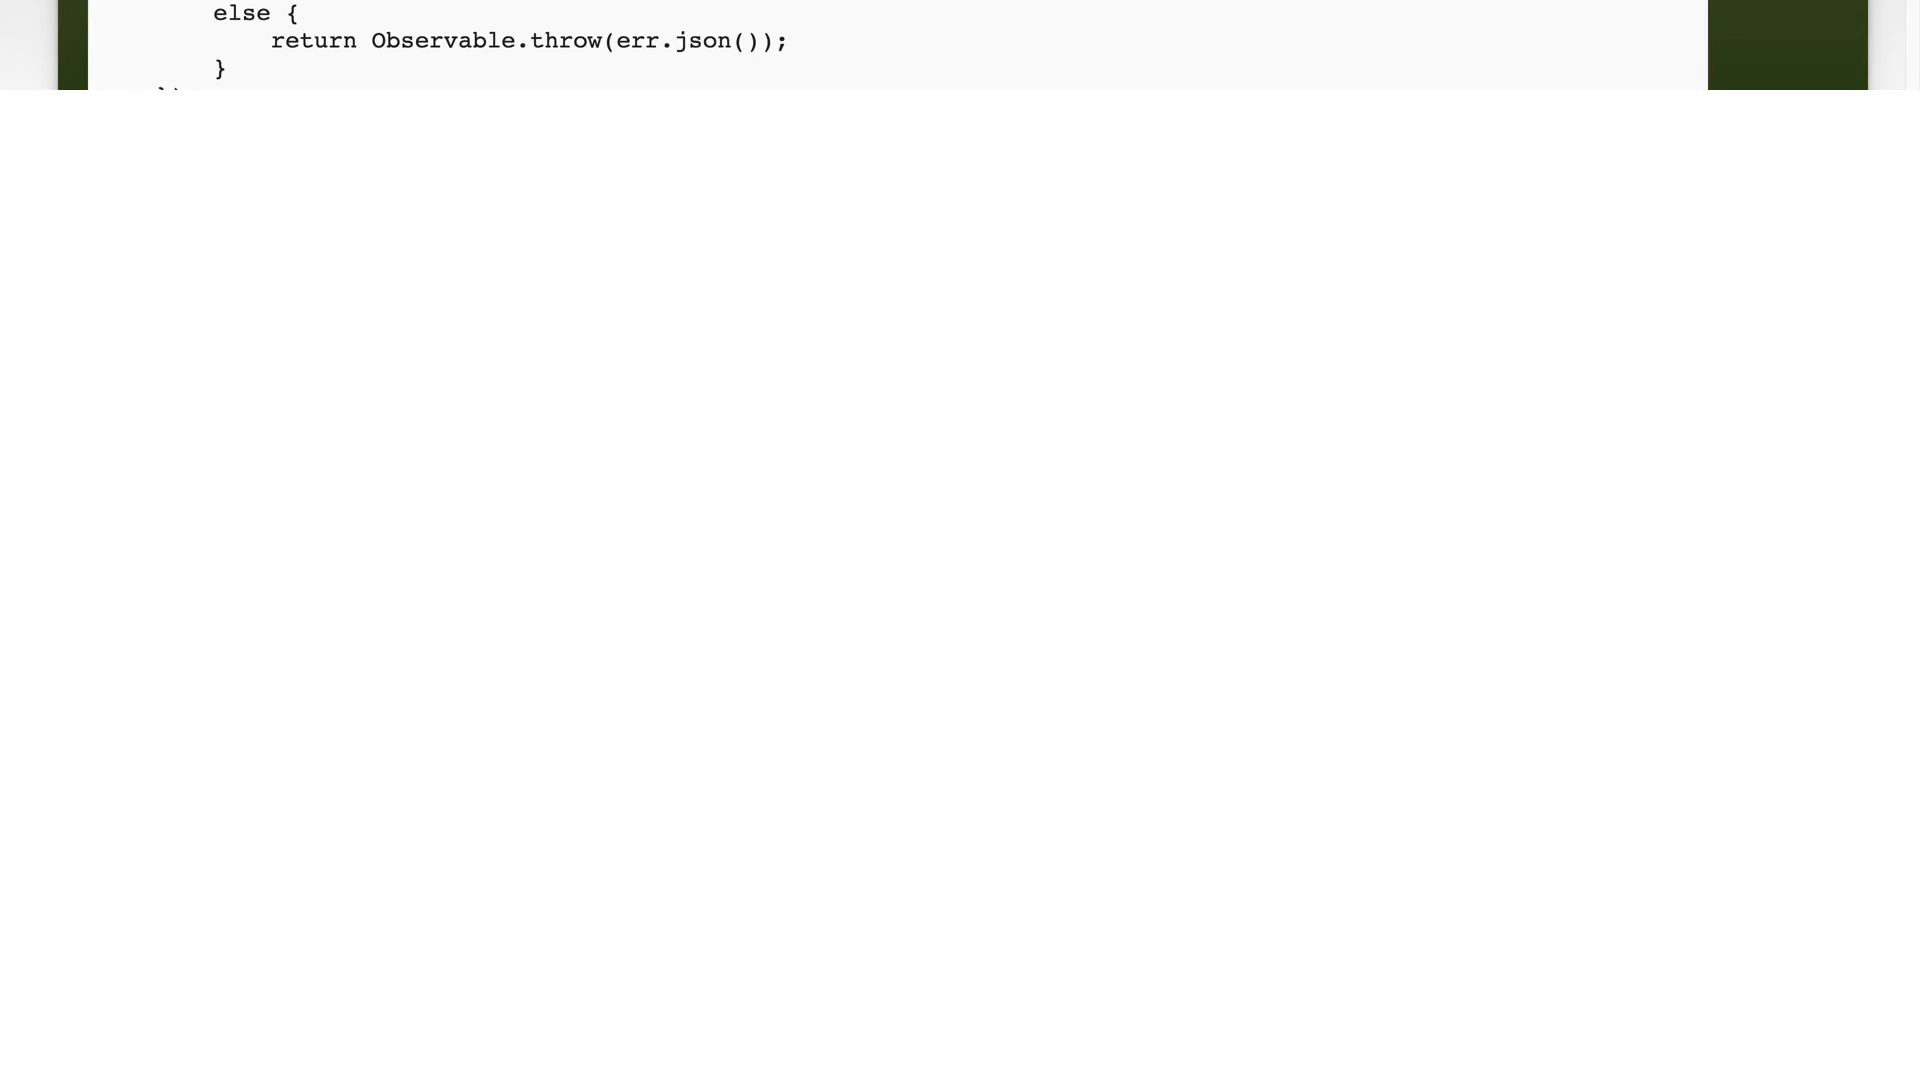 else {
return Observable.throw(err.json());
}